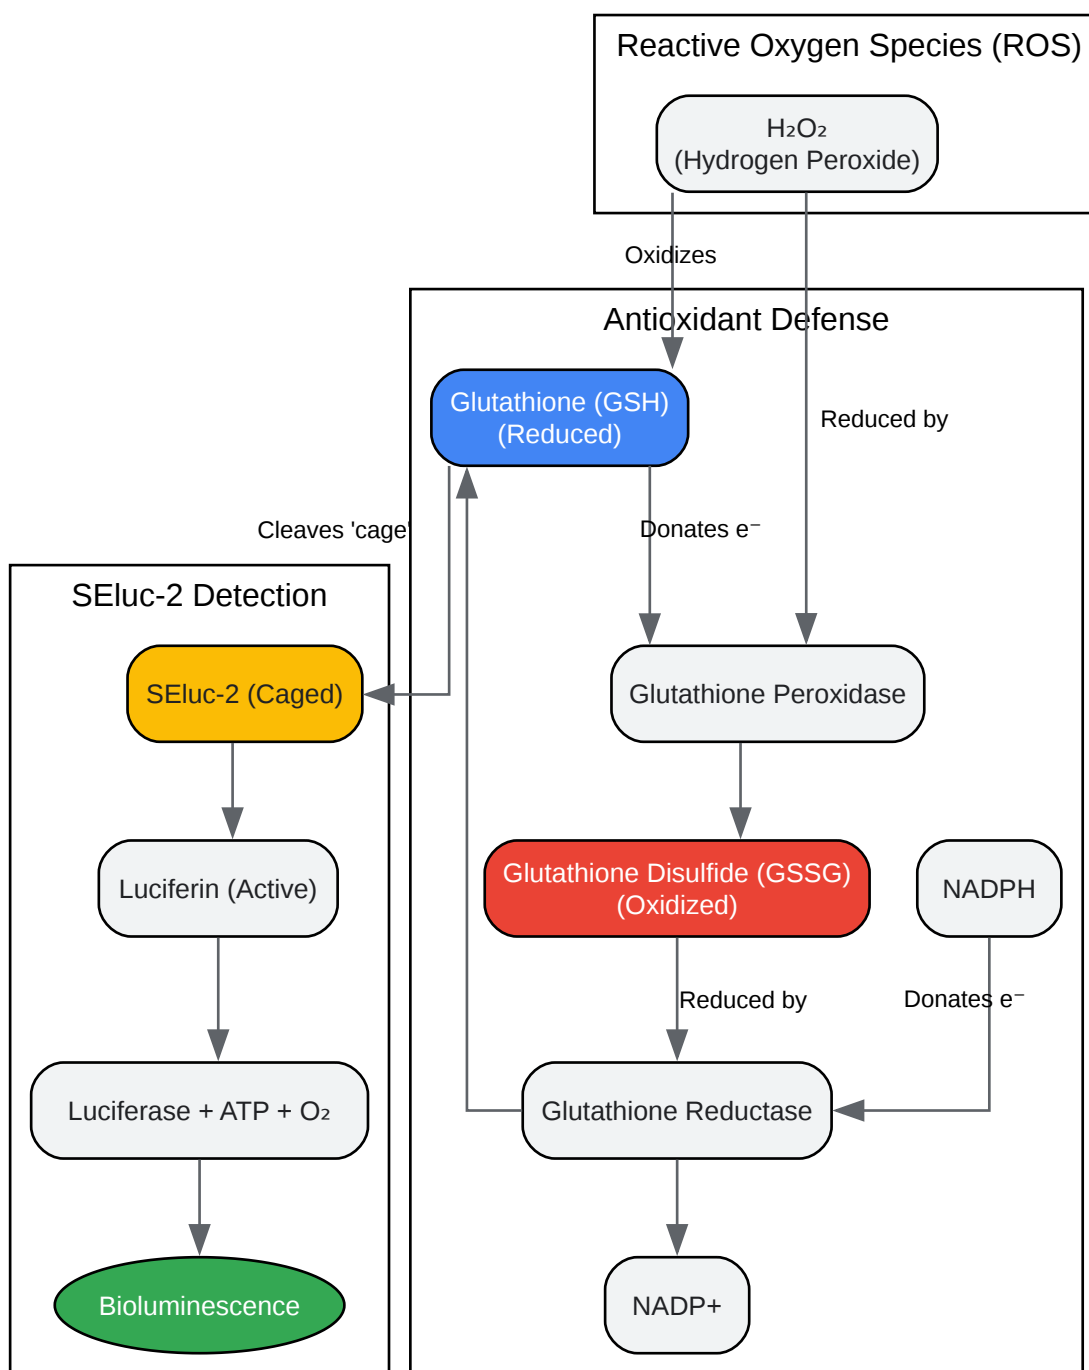 Reactive Oxygen Species (ROS)
H₂O₂
(Hydrogen Peroxide)
Oxidizes
Antioxidant Defense
Glutathione (GSH)
(Reduced)
Reduced by
Cleaves 'cage'
Donates e⁻
SEluc-2 Detection
SEluc-2 (Caged)
Glutathione Peroxidase
Luciferin (Active)
Glutathione Disulfide (GSSG)
(Oxidized)
NADPH
Reduced by
Donates e⁻
Luciferase + ATP + O₂
Glutathione Reductase
Bioluminescence
NADP+